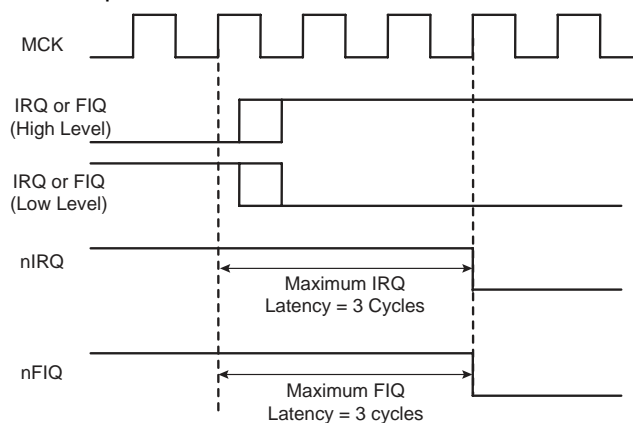 MCK
IRQ or FIQ
(High Level)
IRQ or FIQ
(Low Level)
nIRQ
Maximum IRQ
Latency = 3 Cycles
nFIQ
Maximum FIQ
Latency = 3 cycles